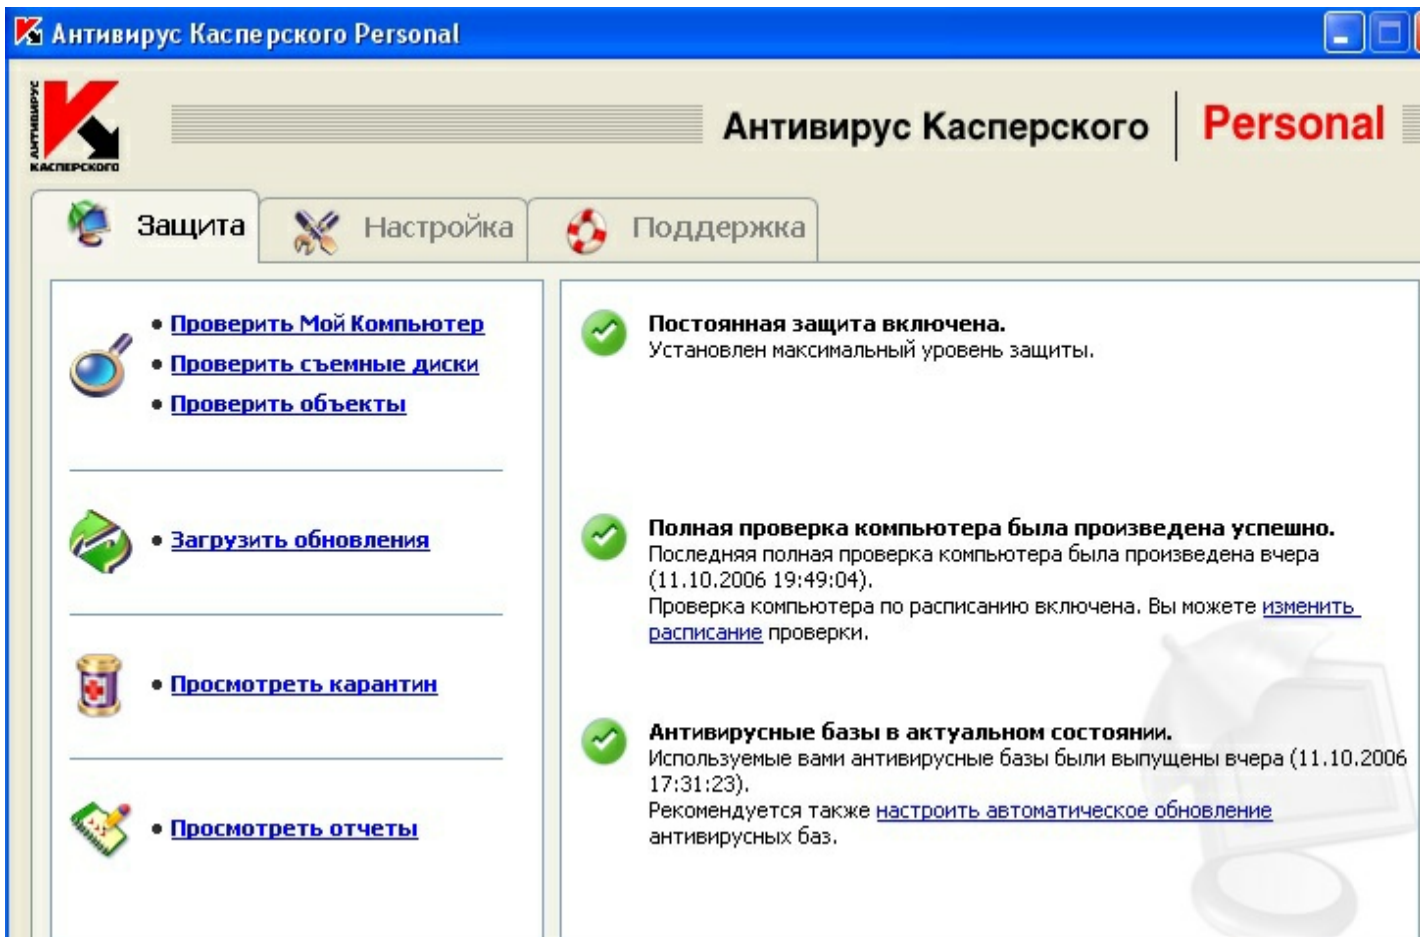 Антивирус Касперского Personal
АНТИВИРУС
КАСПЕРСКОГО
Антивирус Касперского Personal
Защита Настройка Поддержка
• Проверить Мой Компьютер
• Проверить съемные диски
• Проверить объекты
• Загрузить обновления
• Просмотреть карантин
• Просмотреть отчеты
Постоянная защита включена.
Установлен максимальный уровень защиты.
Полная проверка компьютера была произведена успешно.
Последняя полная проверка компьютера была произведена вчера
(11.10.2006 19:49:04).
Проверка компьютера по расписанию включена. Вы можете изменить
расписание проверки.
Антивирусные базы в актуальном состоянии.
Используемые вами антивирусные базы были выпущены вчера (11.10.2006
17:31:23).
Рекомендуется также настроить автоматическое обновление
антивирусных баз.